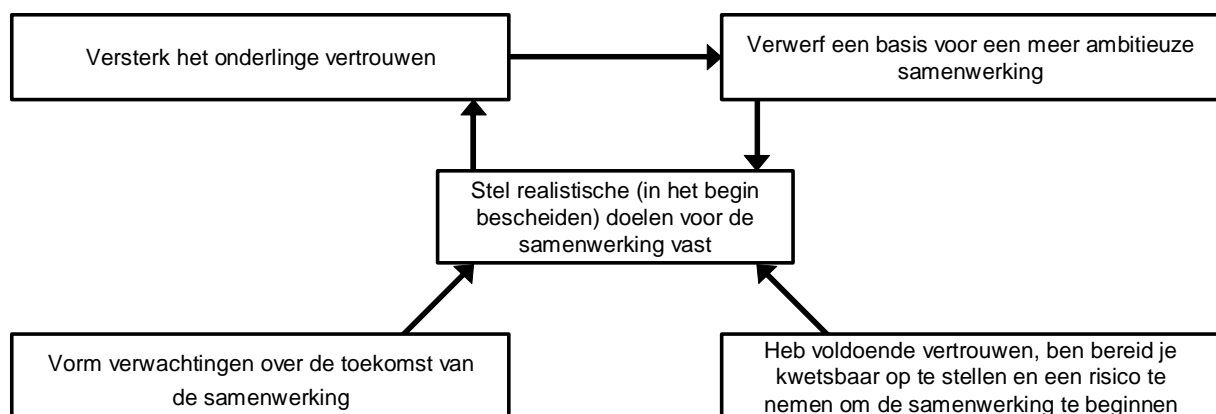 Versterk het onderlinge vertrouwen
Verwerf een basis voor een meer ambitieuze
samenwerking
Stel realistische (in het begin
bescheiden) doelen voor de
samenwerking vast
Vorm verwachtingen over de toekomst van
de samenwerking
Heb voldoende vertrouwen, ben bereid je
kwetsbaar op te stellen en een risico te
nemen om de samenwerking te beginnen